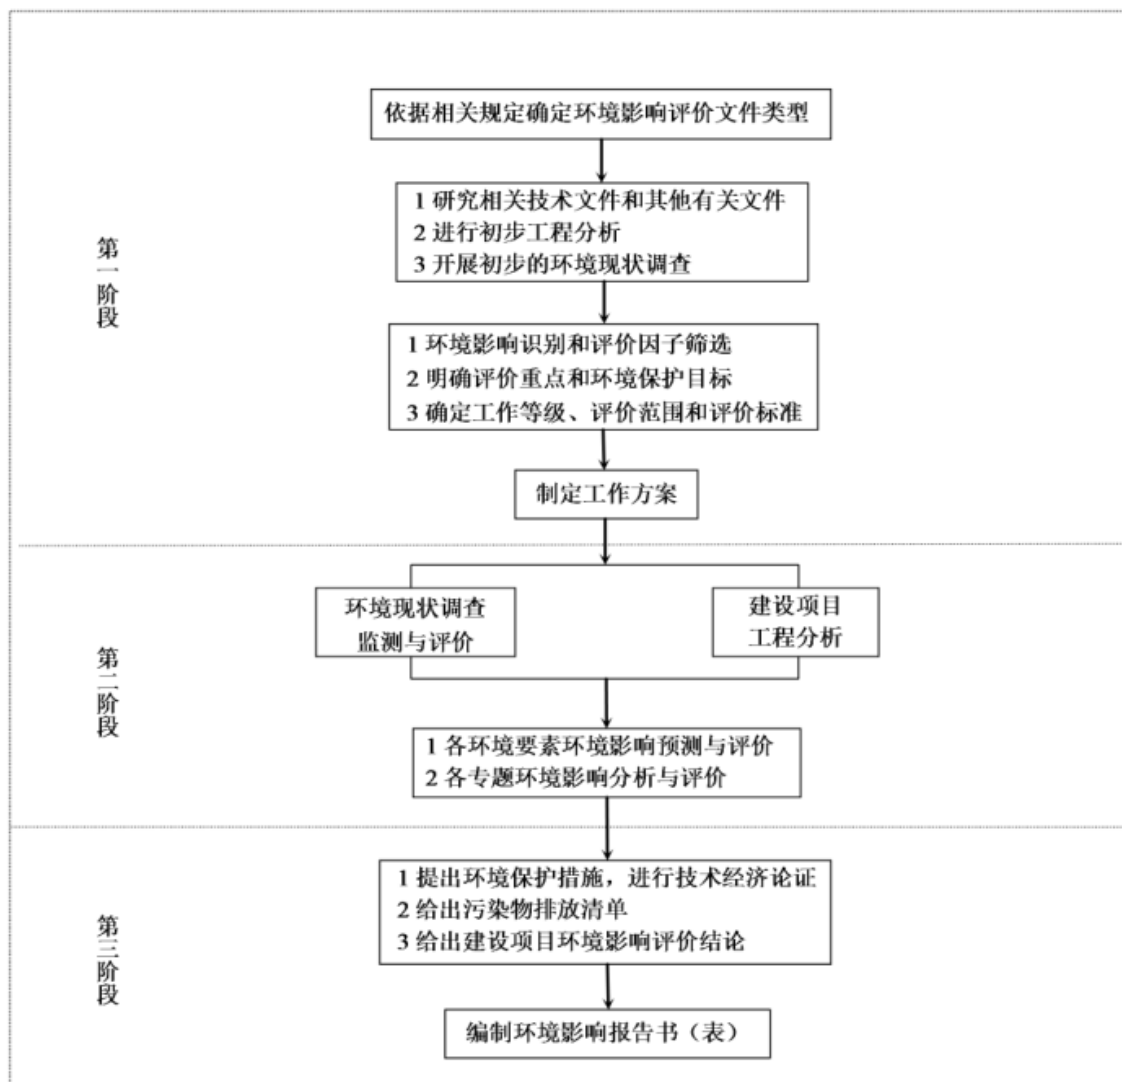 依据相关规定确定环境影响评价文件类型
1 研究相关技术文件和其他有关文件
2 进行初步工程分析
3 开展初步的环境现状调查
第一阶段
1 环境影响识别和评价因子筛选
2 明确评价重点和环境保护目标
3 确定工作等级、评价范围和评价标准
制定工作方案
环境现状调查
监测与评价
建设项目
工程分析
第二阶段
1 各环境要素环境影响预测与评价
2 各专题环境影响分析与评价
1 提出环境保护措施，进行技术经济论证
2 给出污染物排放清单
3 给出建设项目环境影响评价结论
第三阶段
编制环境影响报告书（表）